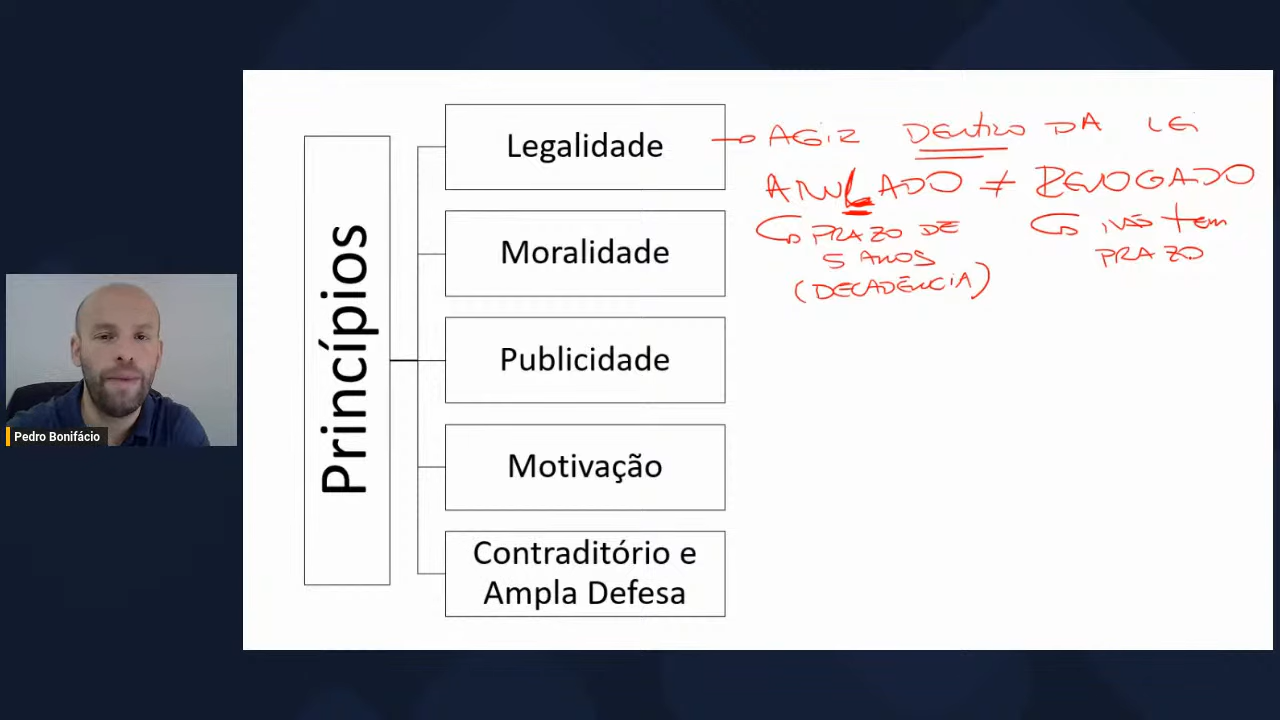 Princípios
Legalidade
AGIR DENTRO DA LEI
ANULADO ≠ REVOGADO
PRAZO DE
5 ANOS
(DECADÊNCIA)
NÃO TEM
PRAZO
Moralidade
Publicidade
Motivação
Contraditório e
Ampla Defesa
Pedro Bonifácio